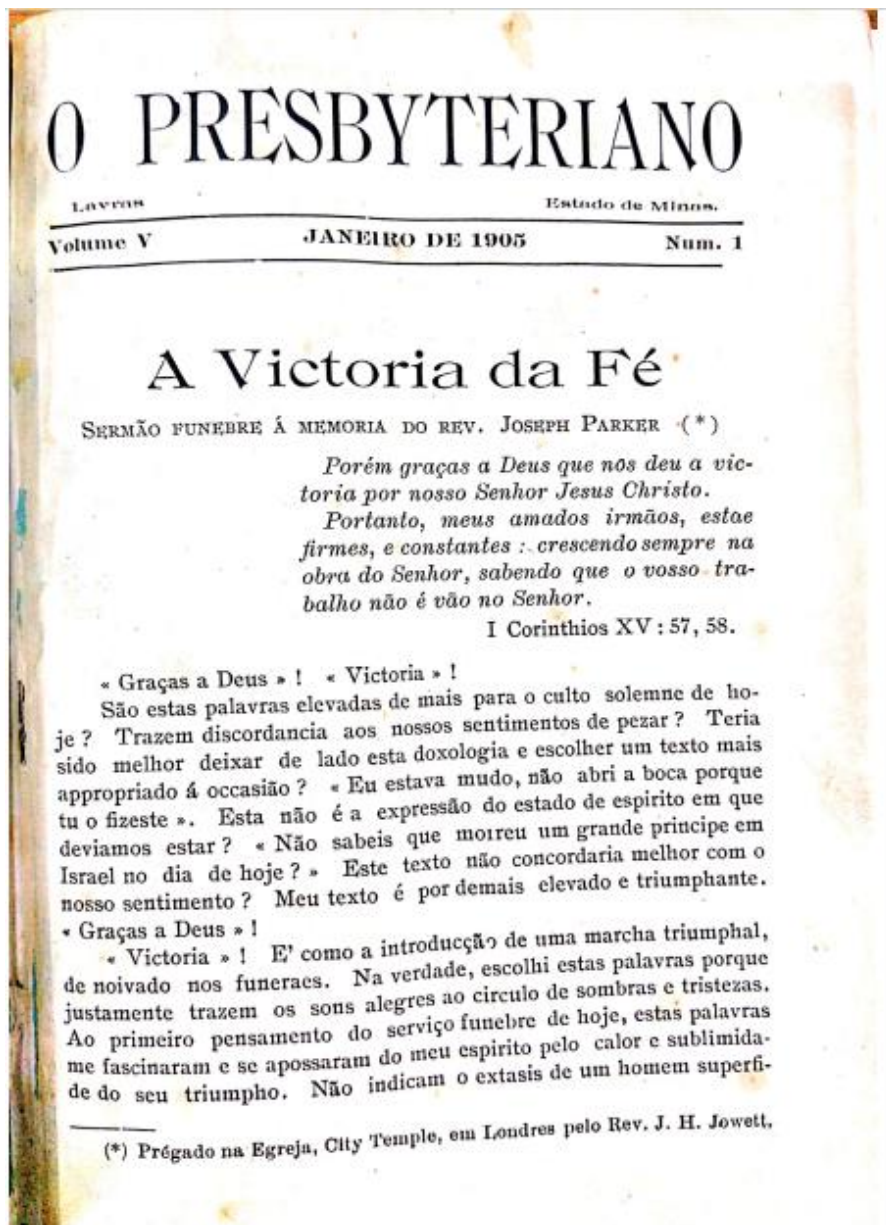 O PRESBYTERIANO
Lavras Estado de Minas.
Volume V JANEIRO DE 1905 Num. 1
A Victoria da Fé
SERMÃO FUNEBRE Á MEMORIA DO REV. JOSEPH PARKER (*)
Porém graças a Deus que nos deu a vic-
toria por nosso Senhor Jesus Christo.
Portanto, meus amados irmãos, estae
firmes, e constantes : crescendo sempre na
obra do Senhor, sabendo que o vosso tra-
balho não é vão no Senhor.
I Corinthios XV : 57, 58.
« Graças a Deus » ! « Victoria » !
São estas palavras elevadas de mais para o culto solemne de ho-
je ? Trazem discordancia aos nossos sentimentos de pezar ? Teria
sido melhor deixar de lado esta doxologia e escolher um texto mais
appropriado á occasião ? « Eu estava mudo, não abri a boca porque
tu o fizeste ». Esta não é a expressão do estado de espirito em que
deviamos estar ? « Não sabeis que morreu um grande principe em
Israel no dia de hoje ? » Este texto não concordaria melhor com o
nosso sentimento ? Meu texto é por demais elevado e triumphante.
« Graças a Deus » !
« Victoria » ! E' como a introducção de uma marcha triumphal,
de noivado nos funeraes. Na verdade, escolhi estas palavras porque
justamente trazem os sons alegres ao circulo de sombras e tristezas.
Ao primeiro pensamento do serviço funebre de hoje, estas palavras
me fascinaram e se apossaram do meu espirito pelo calor e sublimida-
de do seu triumpho. Não indicam o extasis de um homem superfi-
(*) Prégado na Egreja, City Temple, em Londres pelo Rev. J. H. Jowett.